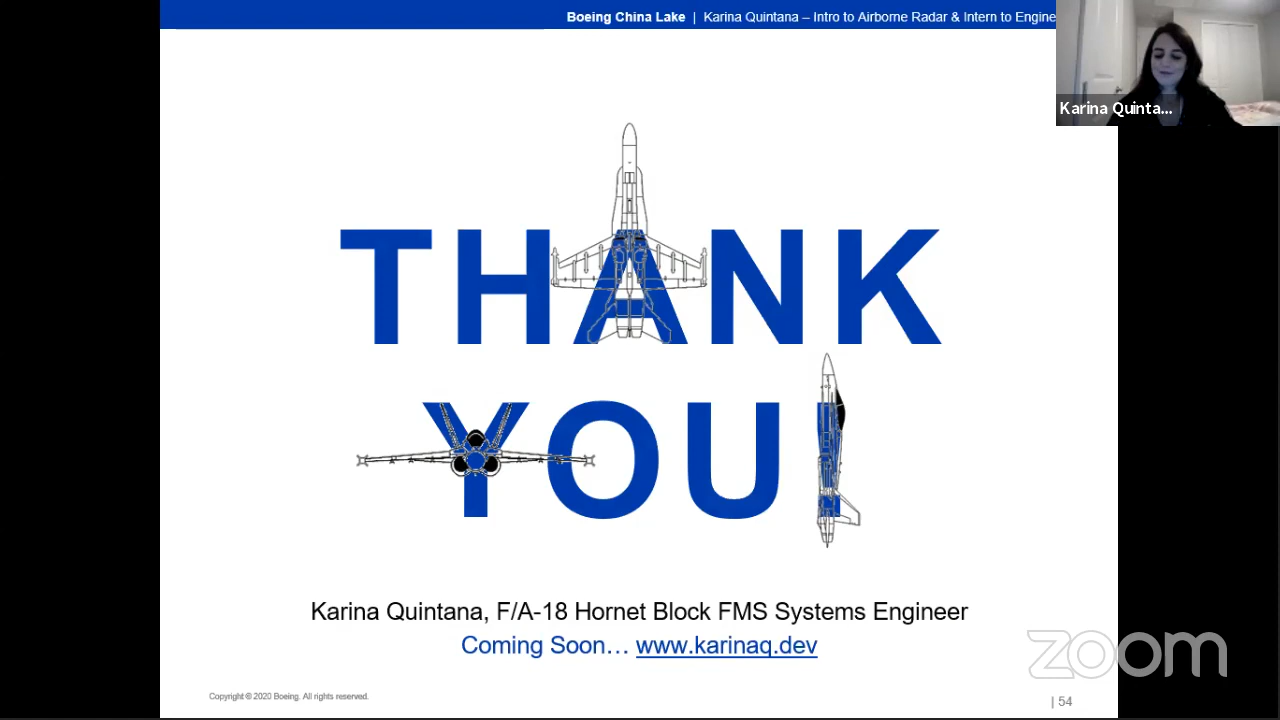 Boeing China Lake | Karina Quintana – Intro to Airborne Radar & Intern to Engine
Karina Quinta...
THANK
YOU!
Karina Quintana, F/A-18 Hornet Block FMS Systems Engineer
Coming Soon... www.karinaq.dev
zoom
Copyright © 2020 Boeing. All rights reserved.
| 54